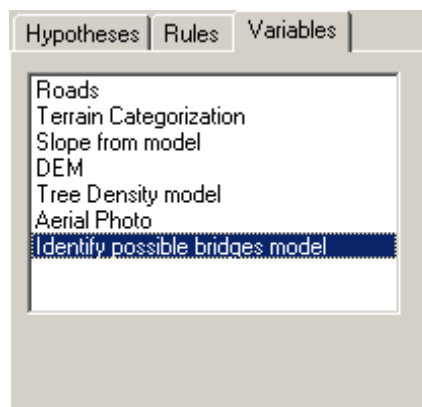 Hypotheses Rules Variables
Roads
Terrain Categorization
Slope from model
DEM
Tree Density model
Aerial Photo
Identify possible bridges model